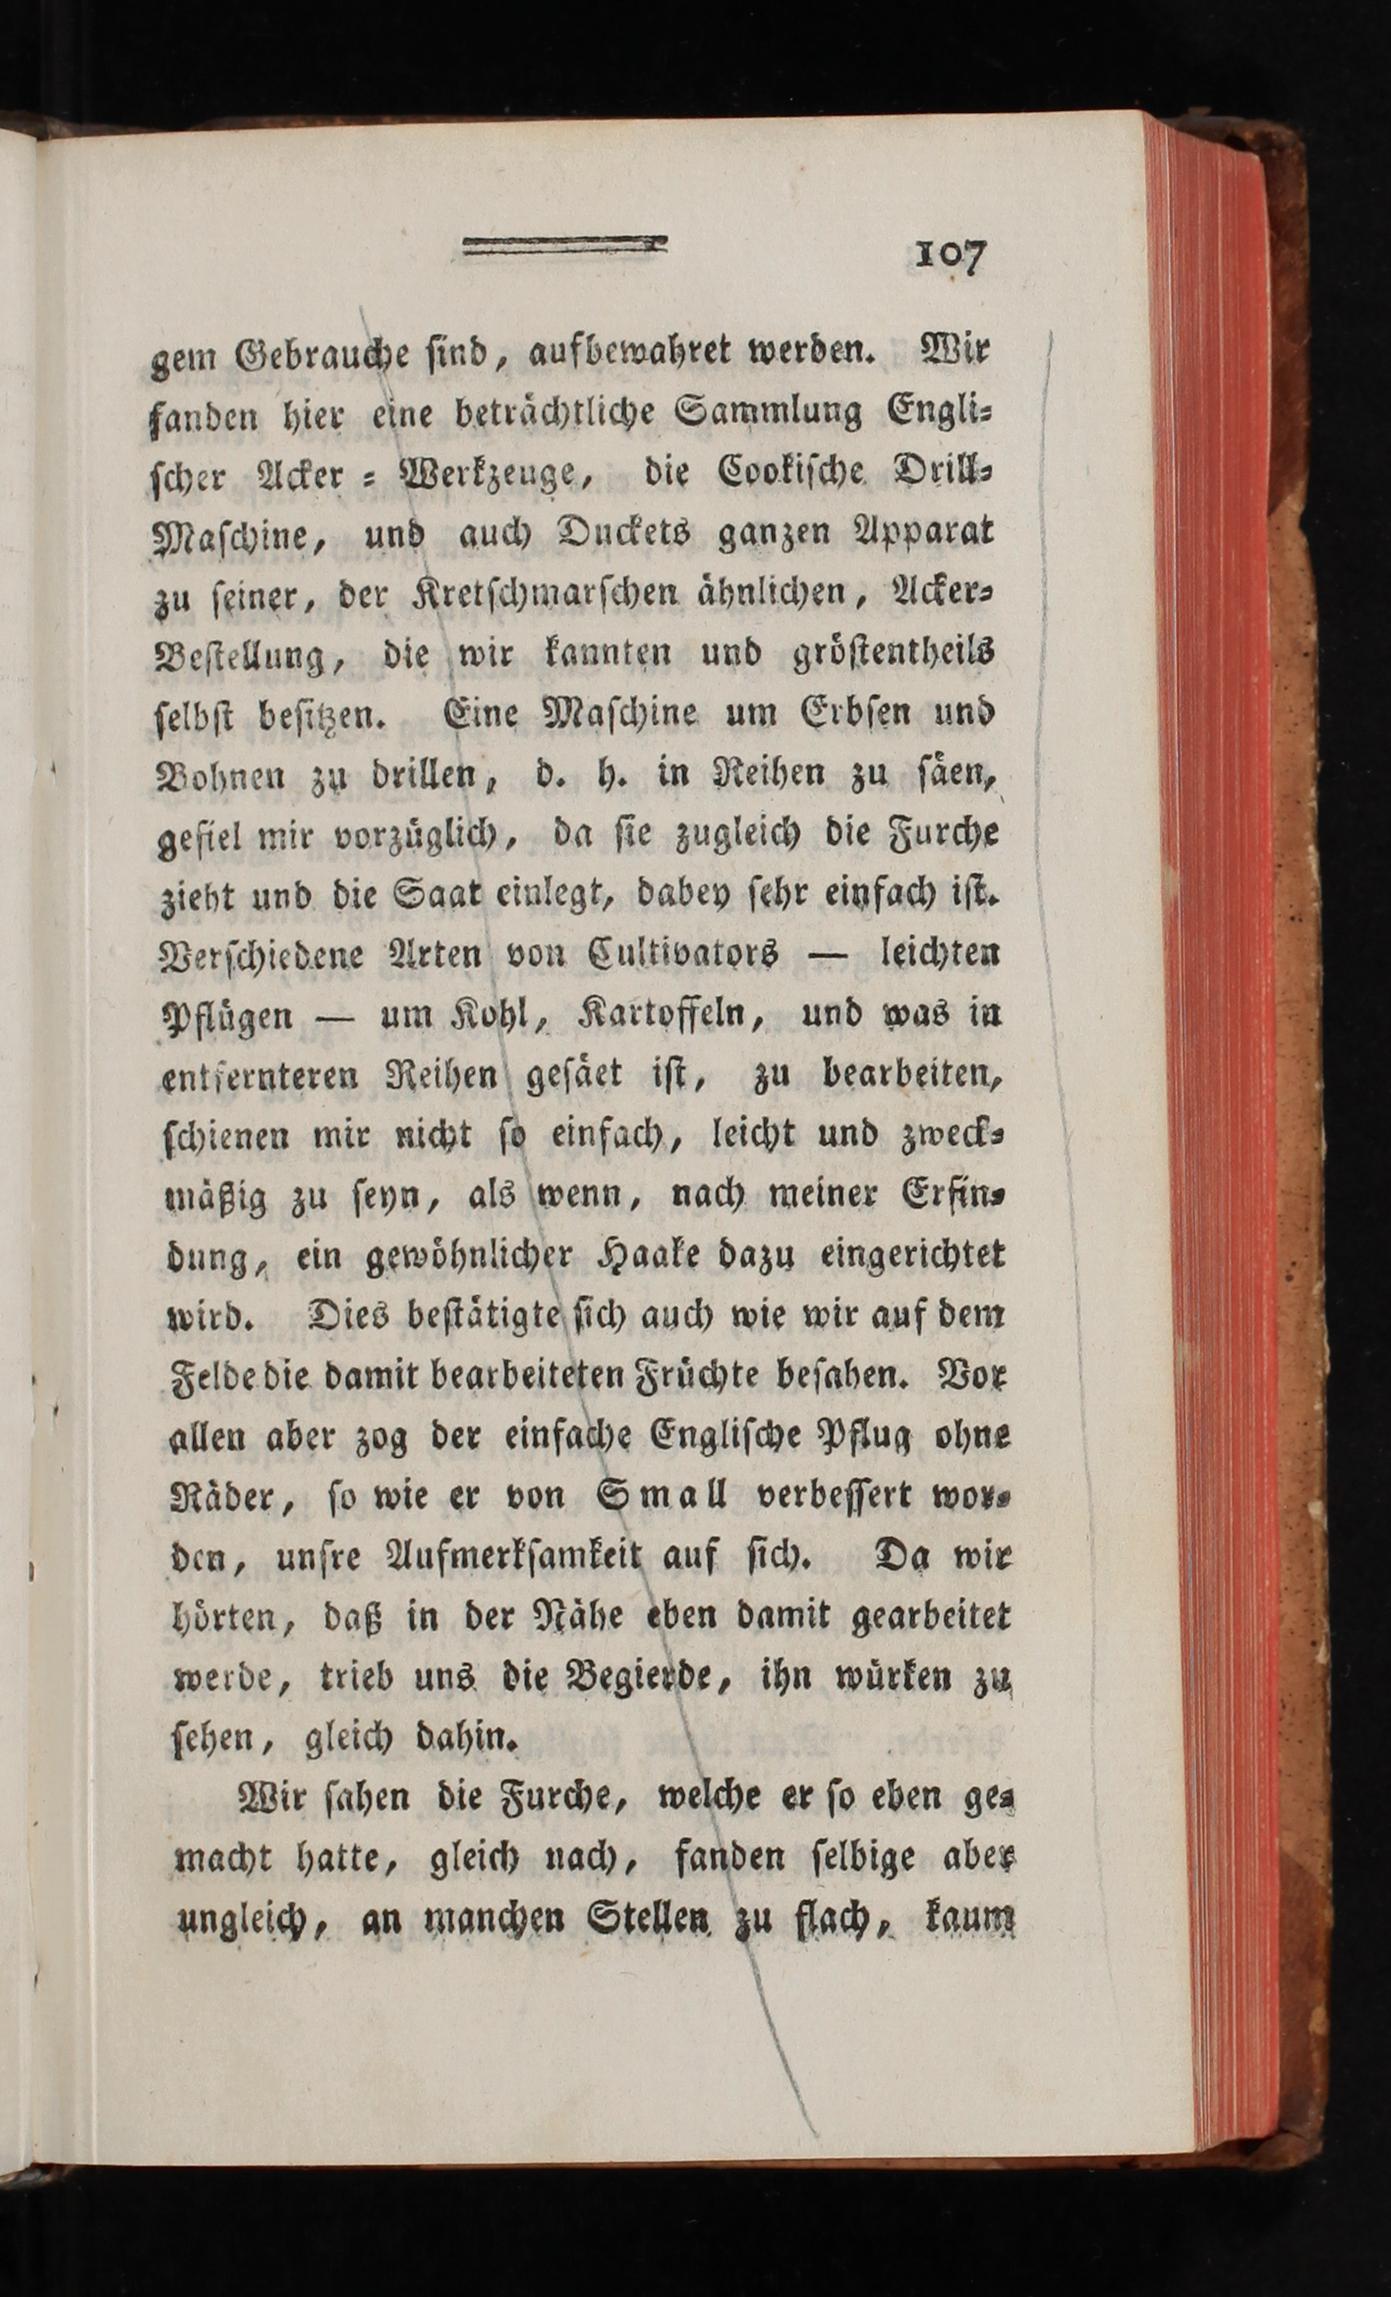 107
gem Gebrauche ſind, aufbewahret werden. Wir
fanden hier eine beträchtliche Sammlung Engli⸗
ſcher Acker ⸗ Werkzeuge, die Cookiſche Drill⸗
Maſchine, und auch Duckets ganzen Apparat
zu ſeiner, der Kretſchmarſchen ähnlichen, Acker⸗
Beſtellung, die wir kannten und gröſtentheils
ſelbſt beſitzen. Eine Maſchine um Erbſen und
Bohnen zu drillen, d. h. in Reihen zu ſäen,
gefiel mir vorzüglich, da ſie zugleich die Furche
zieht und die Saat einlegt, dabey ſehr einfach iſt.
Verſchiedene Arten von Cultivators — leichten
Pflügen — um Kohl, Kartoffeln, und was in
entfernteren Reihen geſäet iſt, zu bearbeiten,
ſchienen mir nicht ſo einfach, leicht und zweck⸗
mäßig zu ſeyn, als wenn, nach meiner Erfin⸗
dung, ein gewöhnlicher Haake dazu eingerichtet
wird. Dies beſtätigte ſich auch wie wir auf dem
Felde die damit bearbeiteten Früchte beſahen. Vor
allen aber zog der einfache Engliſche Pflug ohne
Räder, ſo wie er von Small verbeſſert wor⸗
den, unſre Aufmerkſamkeit auf ſich. Da wir
hörten, daß in der Nähe eben damit gearbeitet
werde, trieb uns die Begierde, ihn würken zu
ſehen, gleich dahin.
Wir ſahen die Furche, welche er ſo eben ge⸗
macht hatte, gleich nach, fanden ſelbige aber
ungleich, an manchen Stellen zu flach, kaum